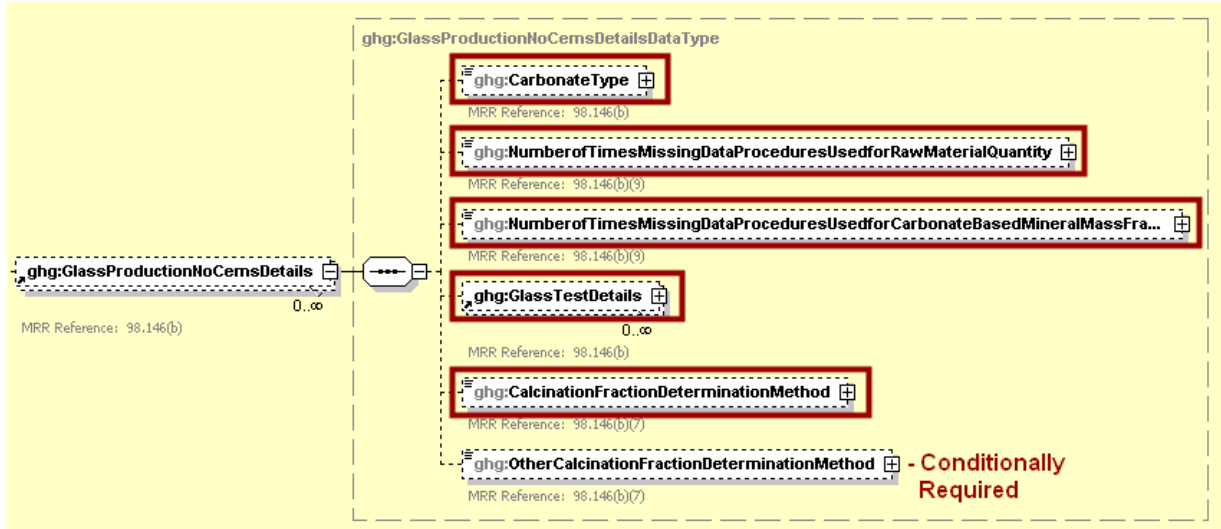 ghg:GlassProductionNoCemsDetailsDataType
ghg:CarbonateType
MRR Reference: 98.146(b)
ghg:NumberofTimesMissingDataProceduresUsedforRawMaterialQuantity
MRR Reference: 98.146(b)(9)
ghg:NumberofTimesMissingDataProceduresUsedforCarbonateBasedMineralMassFra...
MRR Reference: 98.146(b)(9)
ghg:GlassProductionNoCemsDetails
0..∞
MRR Reference: 98.146(b)
ghg:GlassTestDetails
0..∞
MRR Reference: 98.146(b)
ghg:CalcinationFractionDeterminationMethod
MRR Reference: 98.146(b)(7)
ghg:OtherCalcinationFractionDeterminationMethod - Conditionally
Required
MRR Reference: 98.146(b)(7)